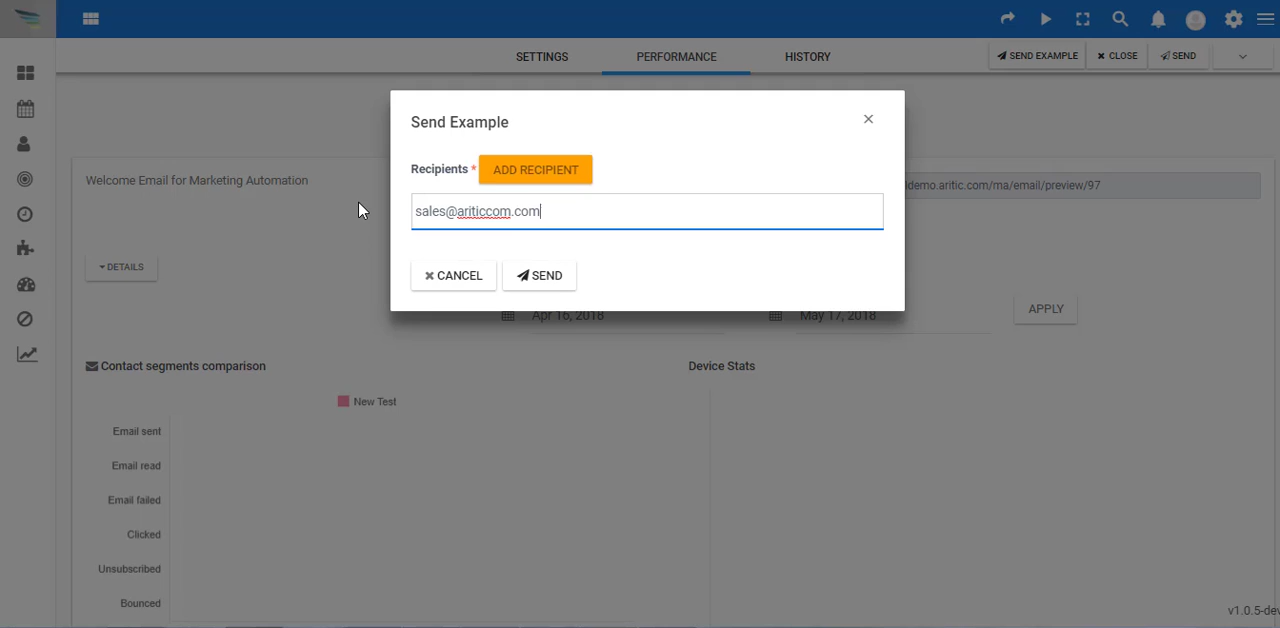 SETTINGS
PERFORMANCE
HISTORY
SEND EXAMPLE
CLOSE
SEND
Send Example
Recipients * ADD RECIPIENT
sales@ariticcom.com
CANCEL
SEND
Welcome Email for Marketing Automation
demo.aritic.com/ma/email/preview/97
DETAILS
Apr 16, 2018
May 17, 2018
APPLY
Contact segments comparison
Device Stats
New Test
Email sent
Email read
Email failed
Clicked
Unsubscribed
Bounced
v1.0.5-dev